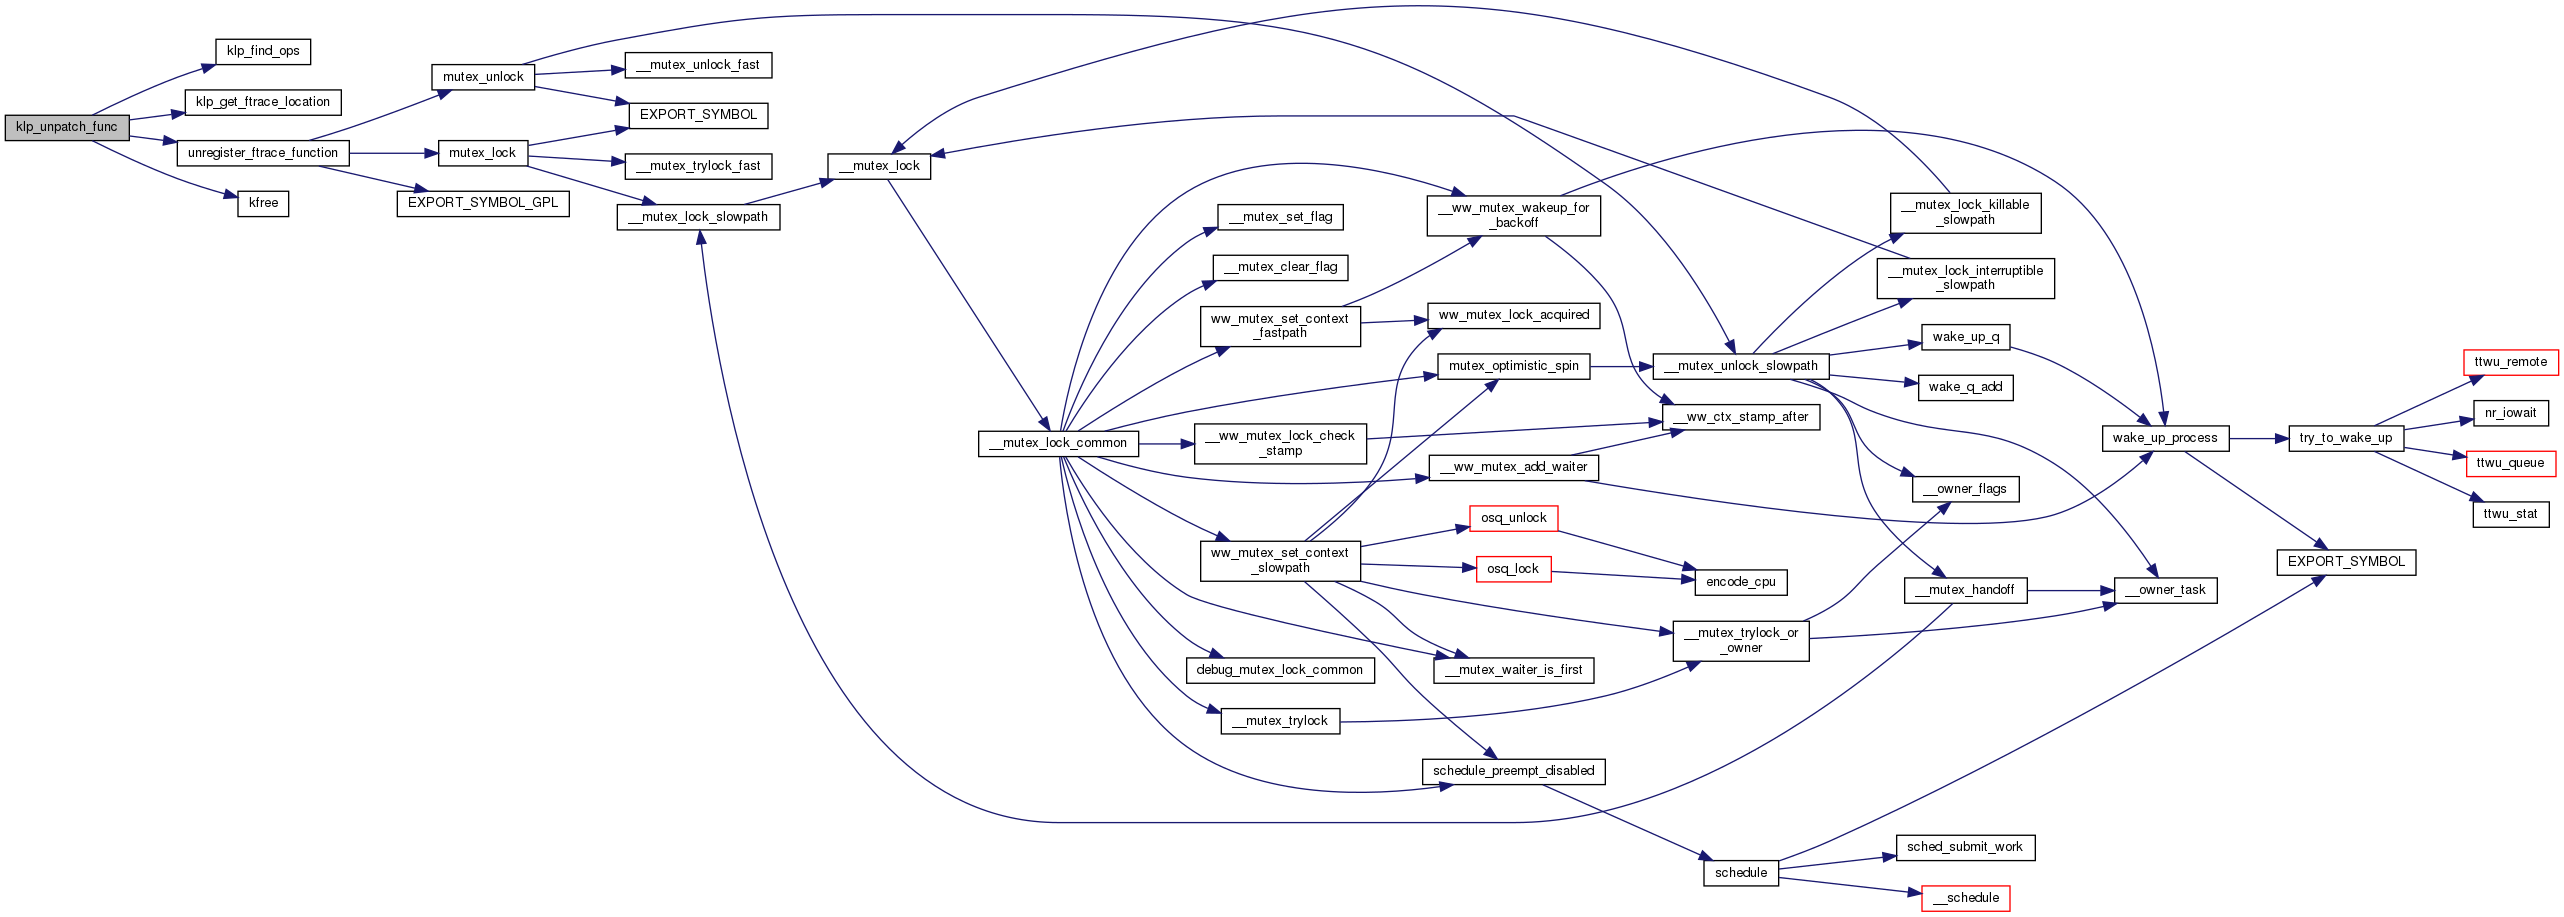 klp_unpatch_func
klp_find_ops
klp_get_ftrace_location
unregister_ftrace_function
kfree
mutex_unlock
mutex_lock
EXPORT_SYMBOL_GPL
__mutex_unlock_fast
EXPORT_SYMBOL
__mutex_trylock_fast
__mutex_lock_slowpath
__mutex_lock
__mutex_lock_common
__mutex_set_flag
__mutex_clear_flag
ww_mutex_set_context
_fastpath
__ww_mutex_lock_check
_stamp
ww_mutex_set_context
_slowpath
debug_mutex_lock_common
__mutex_trylock
__ww_mutex_wakeup_for
_backoff
ww_mutex_lock_acquired
mutex_optimistic_spin
__ww_mutex_add_waiter
osq_unlock
osq_lock
__mutex_waiter_is_first
schedule_preempt_disabled
__mutex_unlock_slowpath
__ww_ctx_stamp_after
encode_cpu
__mutex_trylock_or
_owner
schedule
__mutex_lock_killable
_slowpath
__mutex_lock_interruptible
_slowpath
wake_up_q
wake_q_add
__owner_flags
__mutex_handoff
sched_submit_work
__schedule
wake_up_process
__owner_task
try_to_wake_up
EXPORT_SYMBOL
ttwu_remote
nr_iowait
ttwu_queue
ttwu_stat